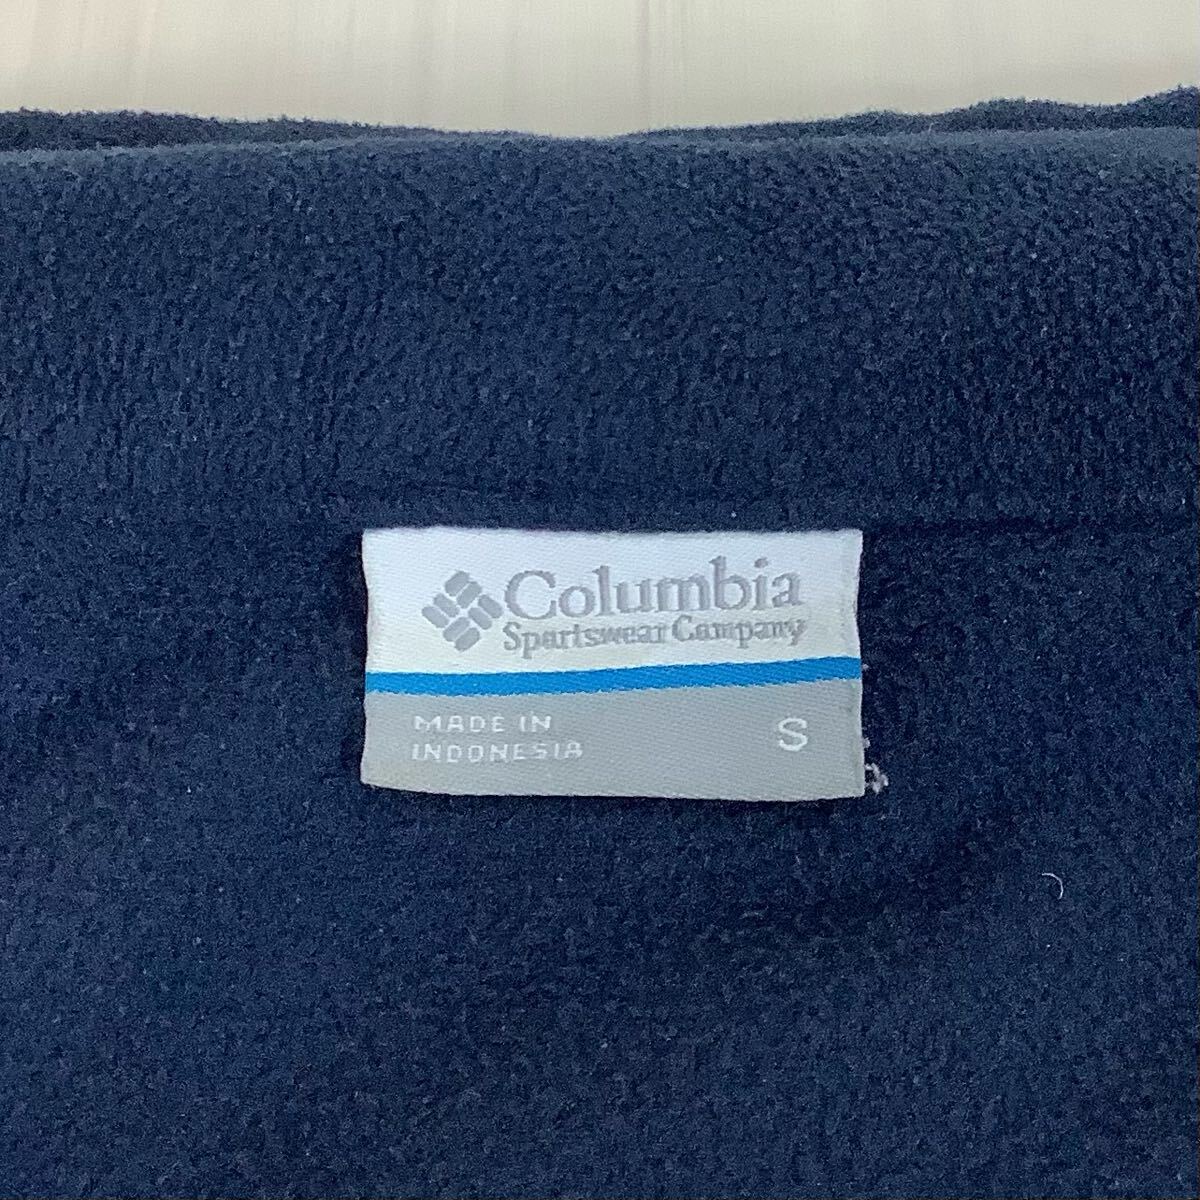 Columbia
Sportswear Company
MADE IN
INDONESIA
S